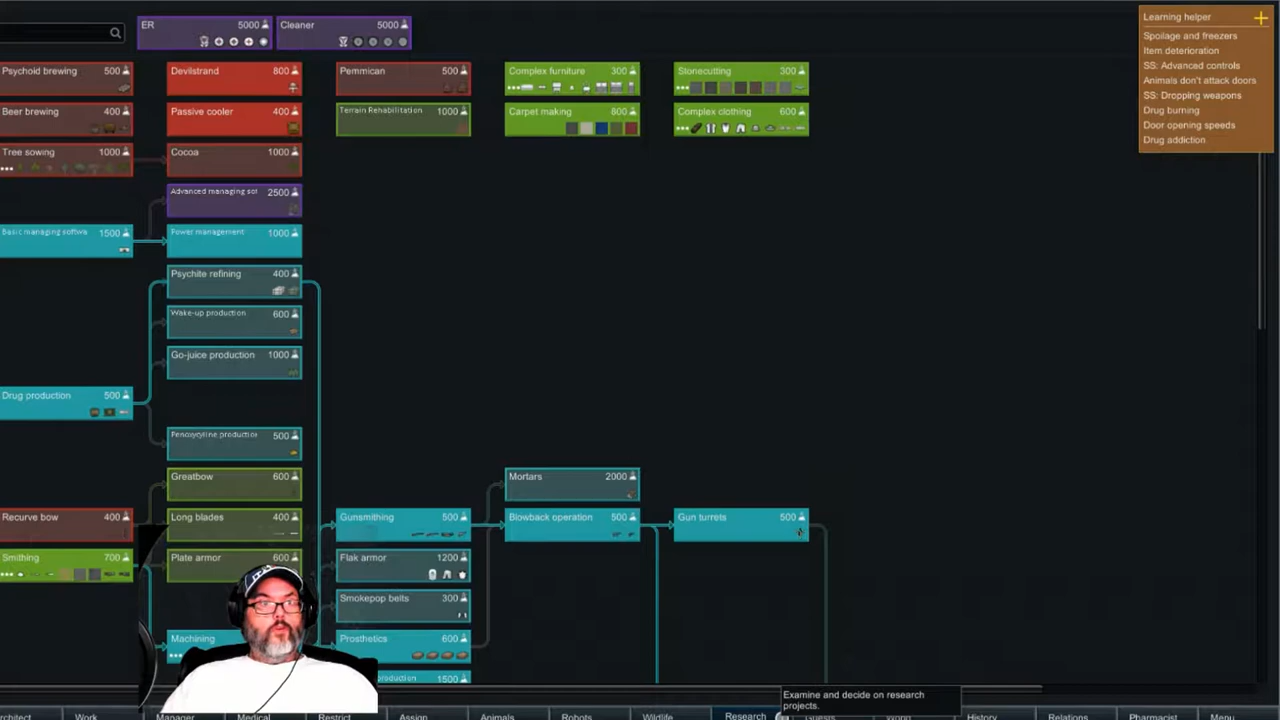 ER 5000
Cleaner 5000
Learning helper
Spoilage and freezers
Item deterioration
SS: Advanced controls
Animals don't attack doors
SS: Dropping weapons
Drug burning
Door opening speeds
Drug addiction
Psychoid brewing 500
Devilstrand 800
Pemmican 500
Complex furniture 300
Stonecutting 300
Beer brewing 400
Passive cooler 400
Terrain Rehabilitation 1000
Carpet making 800
Complex clothing 600
Tree sowing 1000
Cocoa 1000
Advanced managing sof 2500
Basic managing softwa 1500
Power management 1000
Psychite refining 400
Wake-up production 600
Go-juice production 1000
Drug production 500
Penoxycyline production 500
Greatbow 600
Mortars 2000
Recurve bow 400
Long blades 400
Gunsmithing 500
Blowback operation 500
Gun turrets 500
Smithing 700
Plate armor 600
Flak armor 1200
Smokepop belts 300
Machining
Prosthetics 600
production 1500
Examine and decide on research
projects.
Architect
Work
Manager
Medical
Restrict
Assign
Animals
Robots
Wildlife
Research
Guests
World
History
Relations
Pharmacist
Menu